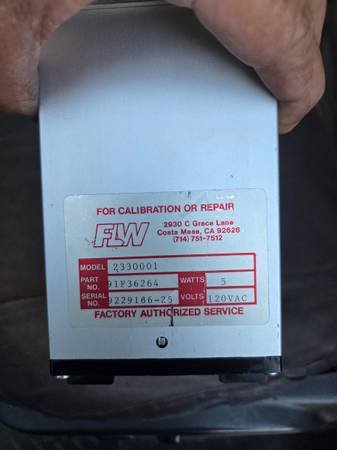 FOR CALIBRATION OR REPAIR
FLW
2930 C Grace Lane
Costa Mesa, CA 92626
(714) 751-7512
MODEL Z330001
PART NO. 91F36264 WATTS 5
SERIAL NO. 9229166-25 VOLTS 120VAC
FACTORY AUTHORIZED SERVICE